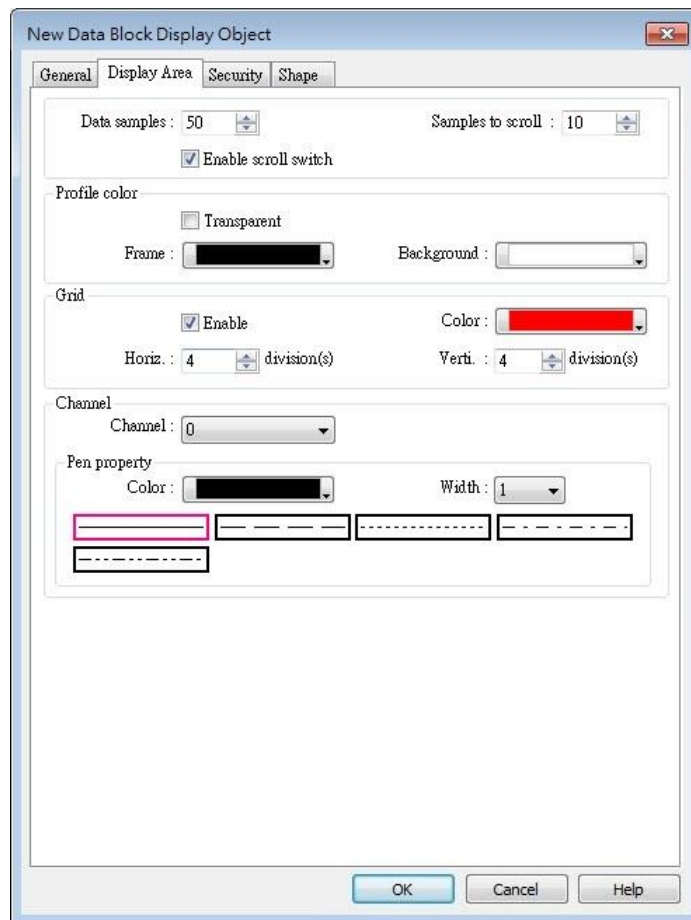 New Data Block Display Object
General Display Area Security Shape
Data samples : 50 Samples to scroll : 10
Enable scroll switch
Profile color
Transparent
Frame : Background :
Grid
Enable Color :
Horiz. : 4 division(s) Verti. : 4 division(s)
Channel
Channel : 0
Pen property
Color : Width : 1
OK Cancel Help